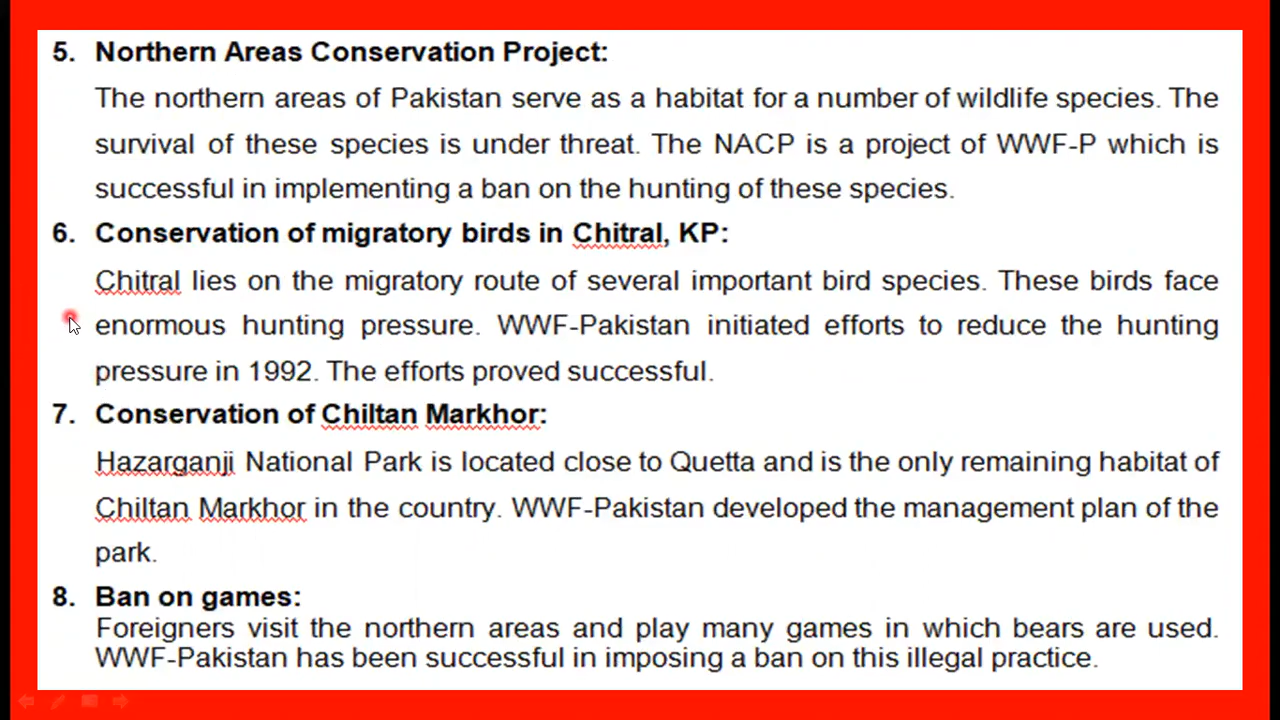 5. Northern Areas Conservation Project:
The northern areas of Pakistan serve as a habitat for a number of wildlife species. The
survival of these species is under threat. The NACP is a project of WWF-P which is
successful in implementing a ban on the hunting of these species.
6. Conservation of migratory birds in Chitral, KP:
Chitral lies on the migratory route of several important bird species. These birds face
enormous hunting pressure. WWF-Pakistan initiated efforts to reduce the hunting
pressure in 1992. The efforts proved successful.
7. Conservation of Chiltan Markhor:
Hazarganji National Park is located close to Quetta and is the only remaining habitat of
Chiltan Markhor in the country. WWF-Pakistan developed the management plan of the
park.
8. Ban on games:
Foreigners visit the northern areas and play many games in which bears are used.
WWF-Pakistan has been successful in imposing a ban on this illegal practice.